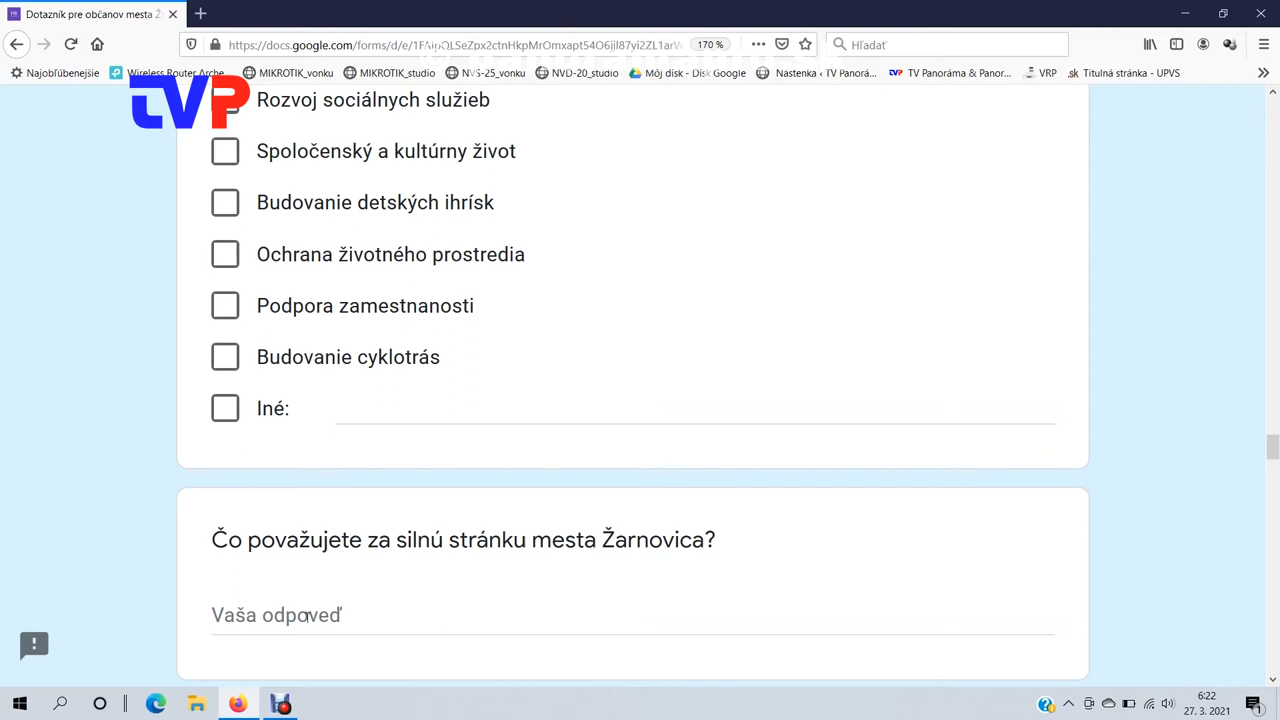 Dotazník pre občanov mesta Ž
https://docs.google.com/forms/d/e/1FAIpQLSeZpx2ctnHkpMrOmzept54O6jil87yi2ZL1arW
170 %
Hľadať
Najobľúbenejšie
Wireless Router Arche
MIKROTIK_vonku
MIKROTIK_studio
NVS-25_vonku
NVD-20_studio
Môj disk - Disk Google
Nastenka ‹ TV Panorá...
TV Panoráma & Panor...
VRP
Titulná stránka - UPVS
TVP
Rozvoj sociálnych služieb
Spoločenský a kultúrny život
Budovanie detských ihrísk
Ochrana životného prostredia
Podpora zamestnanosti
Budovanie cyklotrás
Iné:
Čo považujete za silnú stránku mesta Žarnovica?
Vaša odpoveď
6:22
27. 3. 2021
1